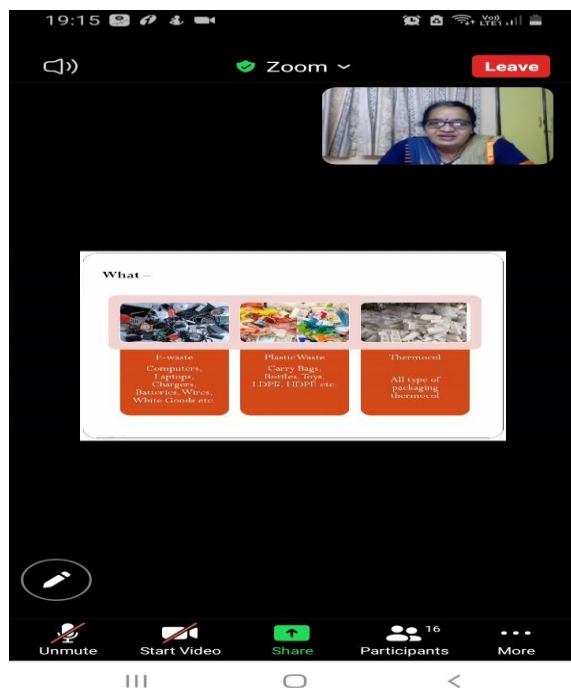 19:15
Zoom
Leave
What –
E-waste
Computers,
Laptops,
Chargers,
Batteries, Wires,
White Goods etc
Plastic Waste
Carry Bags,
Bottles, Toys,
LDPE, HDPE etc
Thermocol
All type of
packaging
thermocol
16
Unmute
Start Video
Share
Participants
More